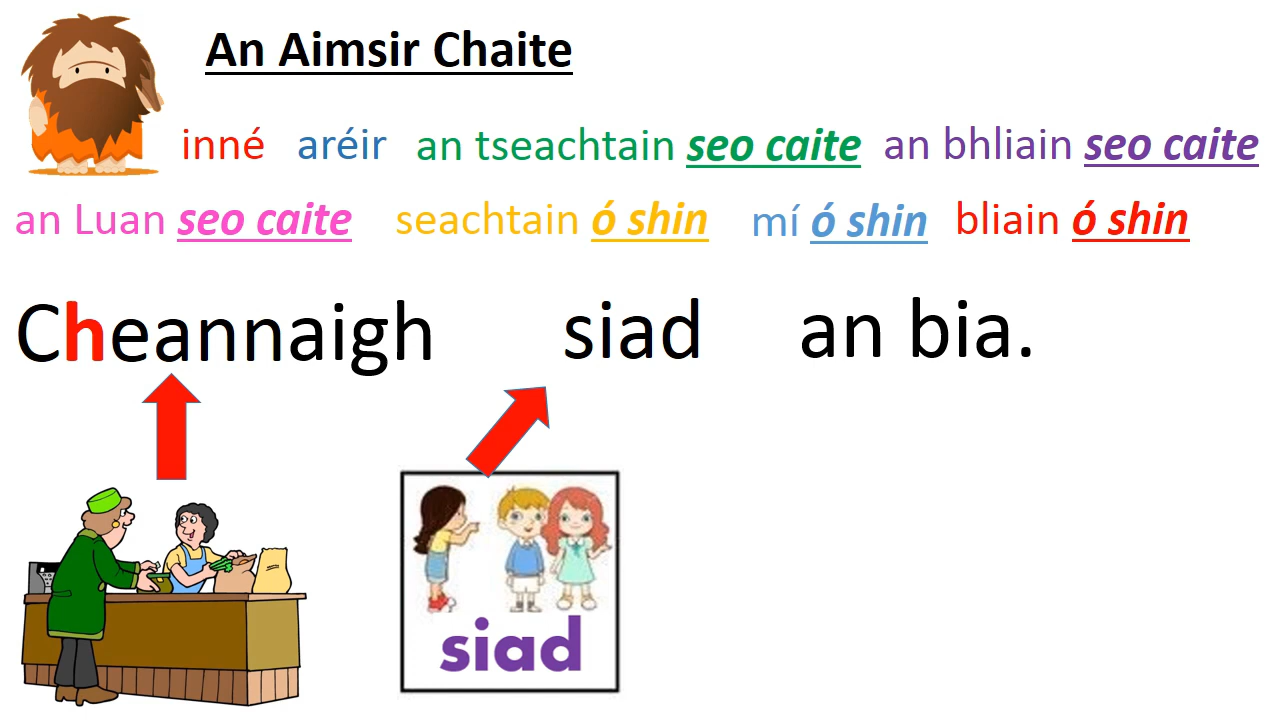 An Aimsir Chaite
inné aréir an tseachtain seo caite an bhliain seo caite
an Luan seo caite seachtain ó shin mí ó shin bliain ó shin
Cheannaigh siad an bia.
siad